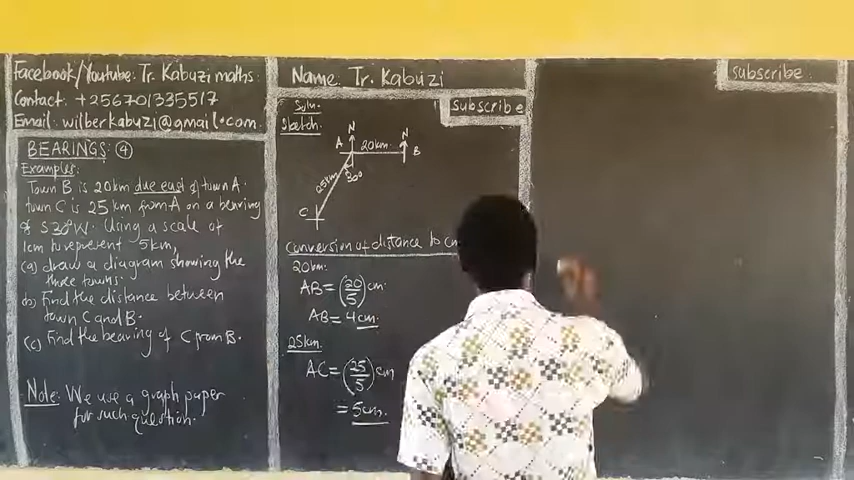 Facebook/Youtube: Tr. Kabuzi maths.
Contact: +256701335517
Email: wilberkabuzi@gmail.com.
BEARINGS: 4
Examples:
Town B is 20km due east of town A.
town C is 25km from A on a bearing
of S30°W. Using a scale of
1cm to represent 5km,
(a) draw a diagram showing the
three towns.
b) Find the distance between
town C and B.
(c) Find the bearing of C from B.
Note: We use a graph paper
for such question.
Name: Tr. Kabuzi
subscribe
Soln.
Sketch.
N
N
A
20km
B
25km
30°
C
Conversion of distance to cm
20km.
AB = (20/5) cm.
AB = 4cm.
25km.
AC = (25/5) cm
= 5cm.
subscribe